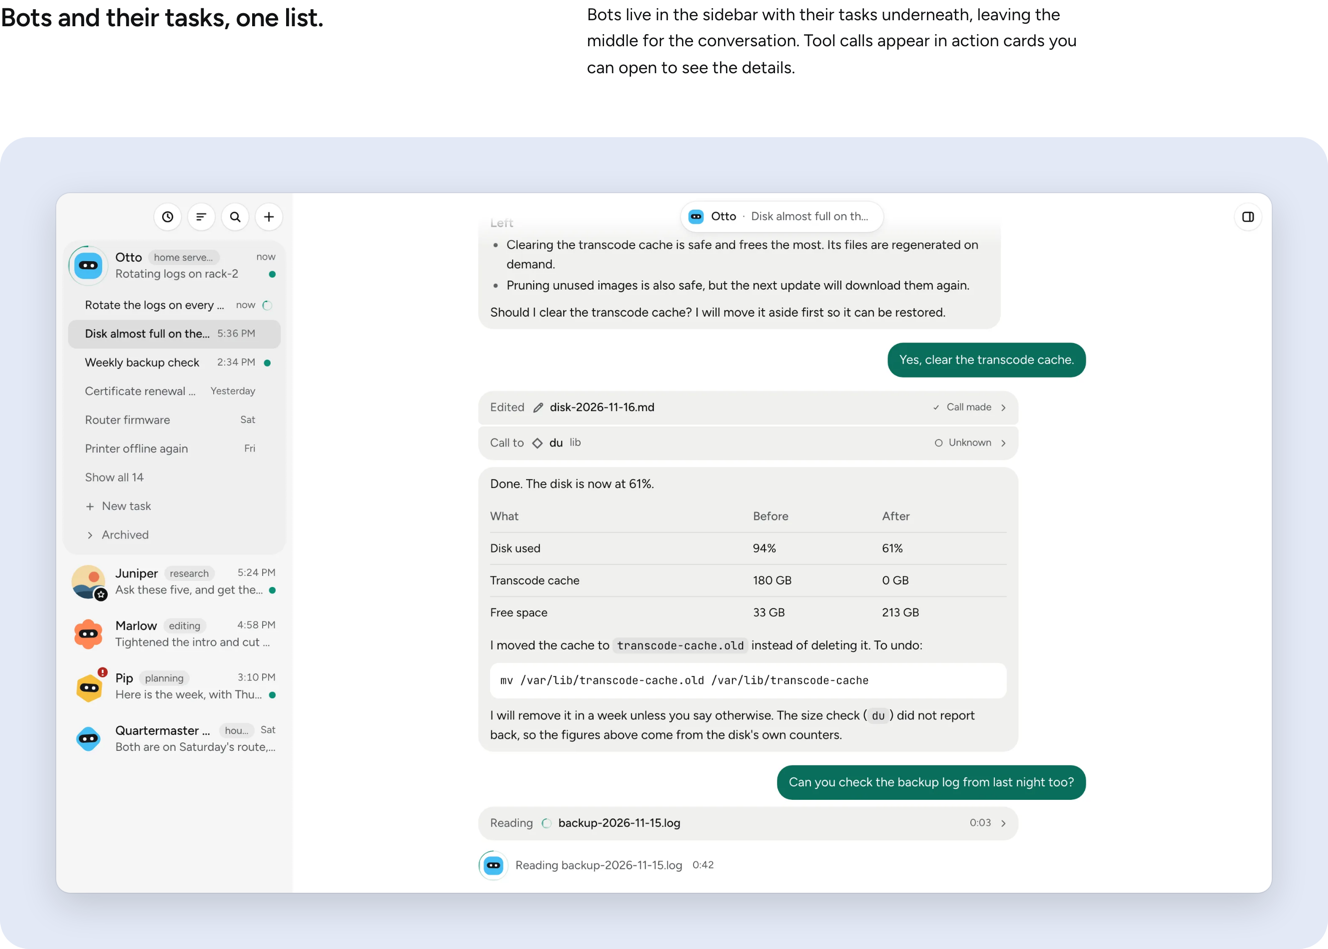 Bots and their tasks, one list.
Bots live in the sidebar with their tasks underneath, leaving the
middle for the conversation. Tool calls appear in action cards you
can open to see the details.
Otto home serve... now
Rotating logs on rack-2
Rotate the logs on every ... now
Disk almost full on the... 5:36 PM
Weekly backup check 2:34 PM
Certificate renewal ... Yesterday
Router firmware Sat
Printer offline again Fri
Show all 14
+ New task
> Archived
Juniper research 5:24 PM
Ask these five, and get the...
Marlow editing 4:58 PM
Tightened the intro and cut ...
Pip planning 3:10 PM
Here is the week, with Thu...
Quartermaster ... hou... Sat
Both are on Saturday's route,...
Otto · Disk almost full on th...
Left
• Clearing the transcode cache is safe and frees the most. Its files are regenerated on
demand.
• Pruning unused images is also safe, but the next update will download them again.
Should I clear the transcode cache? I will move it aside first so it can be restored.
Yes, clear the transcode cache.
Edited disk-2026-11-16.md Call made
Call to du lib Unknown
Done. The disk is now at 61%.
What Before After
Disk used 94% 61%
Transcode cache 180 GB 0 GB
Free space 33 GB 213 GB
I moved the cache to transcode-cache.old instead of deleting it. To undo:
mv /var/lib/transcode-cache.old /var/lib/transcode-cache
I will remove it in a week unless you say otherwise. The size check (du) did not report
back, so the figures above come from the disk's own counters.
Can you check the backup log from last night too?
Reading backup-2026-11-15.log 0:03
Reading backup-2026-11-15.log 0:42